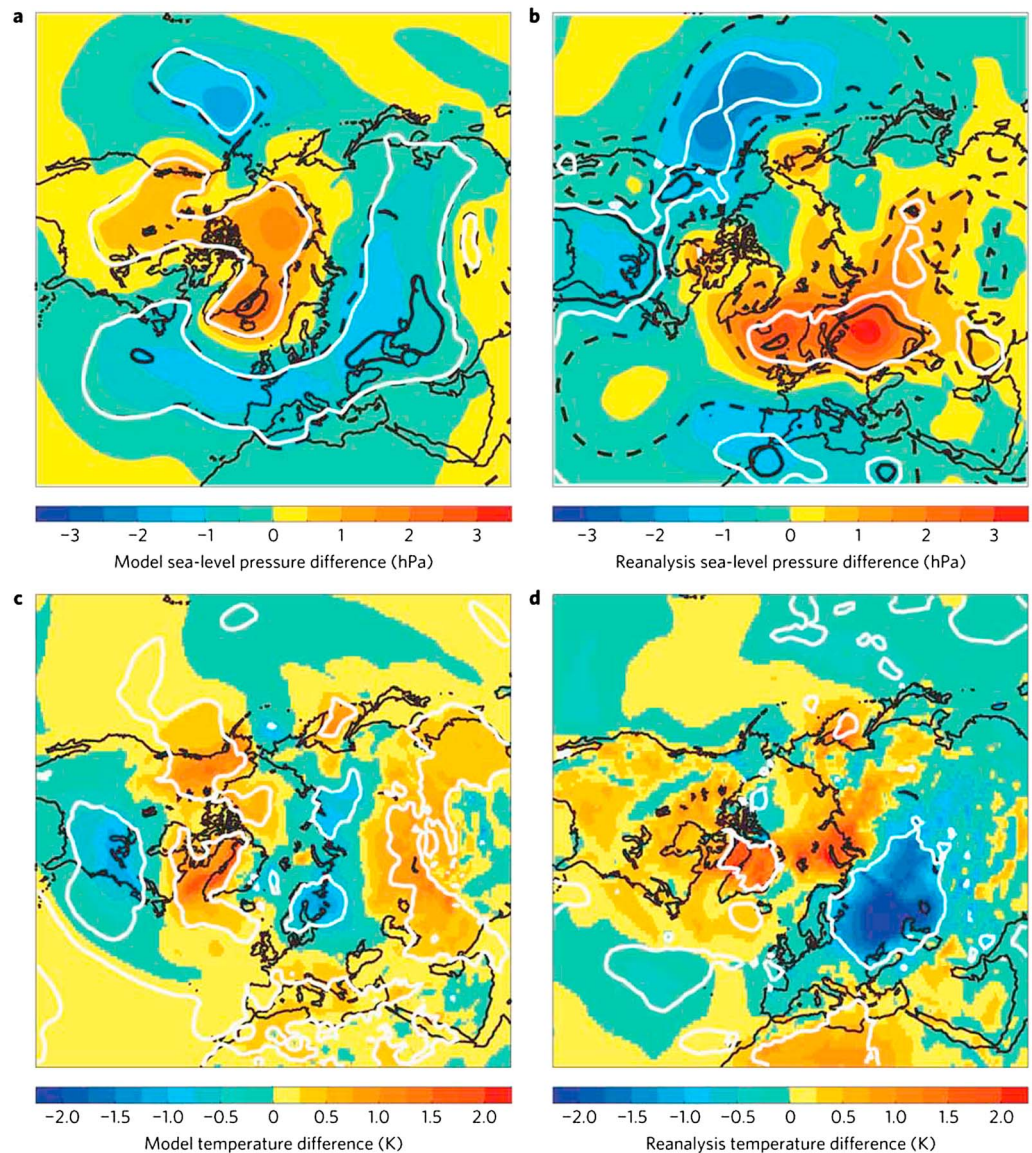 a
b
−3 −2 −1 0 1 2 3
Model sea-level pressure difference (hPa)
−3 −2 −1 0 1 2 3
Reanalysis sea-level pressure difference (hPa)
c
d
−2.0 −1.5 −1.0 −0.5 0 0.5 1.0 1.5 2.0
Model temperature difference (K)
−2.0 −1.5 −1.0 −0.5 0 0.5 1.0 1.5 2.0
Reanalysis temperature difference (K)